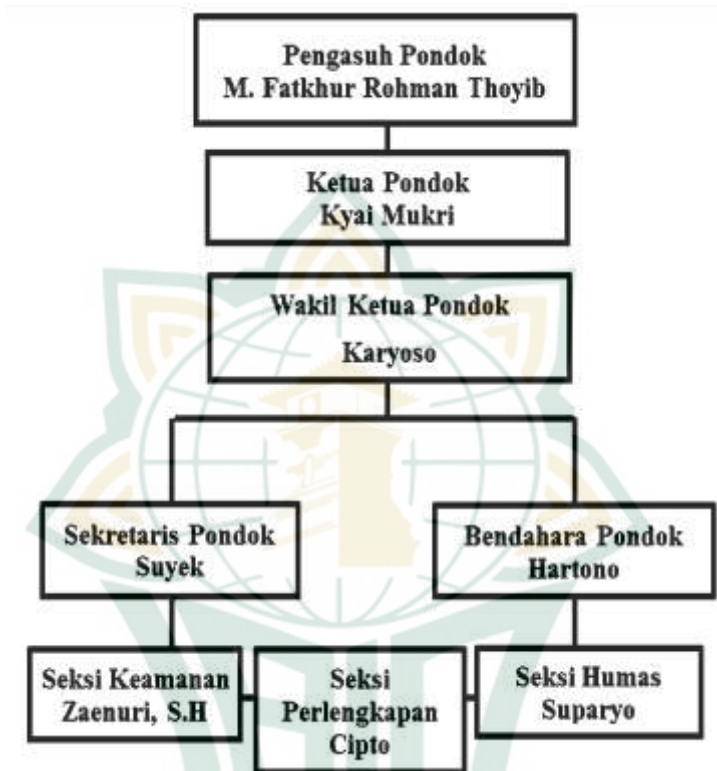 Pengasuh Pondok
M. Fatkhur Rohman Thoyib
Ketua Pondok
Kyai Mukri
Wakil Ketua Pondok
Karyoso
Sekretaris Pondok
Suyek
Bendahara Pondok
Hartono
Seksi Keamanan
Zaenuri, S.H
Seksi
Perlengkapan
Cipto
Seksi Humas
Suparyo